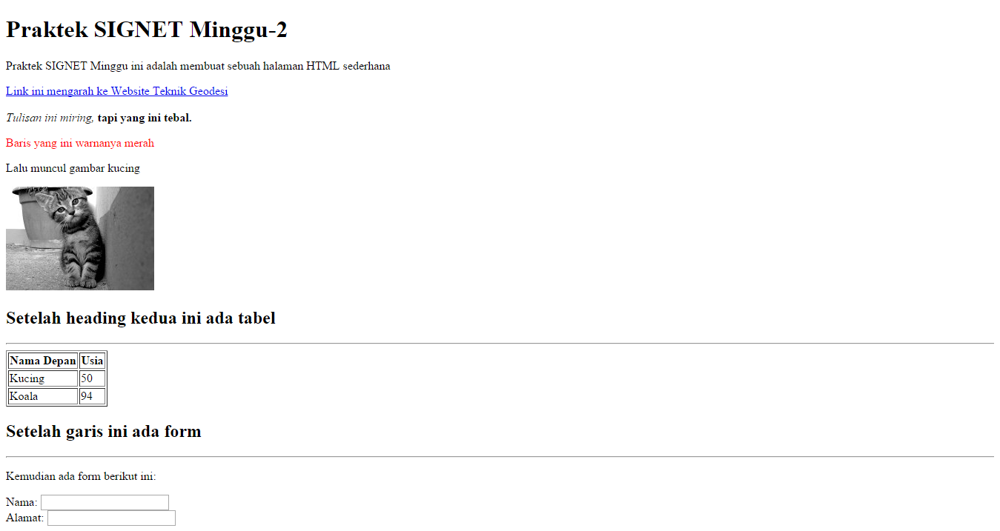 Praktek SIGNET Minggu-2
Praktek SIGNET Minggu ini adalah membuat sebuah halaman HTML sederhana
Link ini mengarah ke Website Teknik Geodesi
Tulisan ini miring, tapi yang ini tebal.
Baris yang ini warnanya merah
Lalu muncul gambar kucing
Setelah heading kedua ini ada tabel
Nama Depan Usia
Kucing 50
Koala 94
Setelah garis ini ada form
Kemudian ada form berikut ini:
Nama:
Alamat: